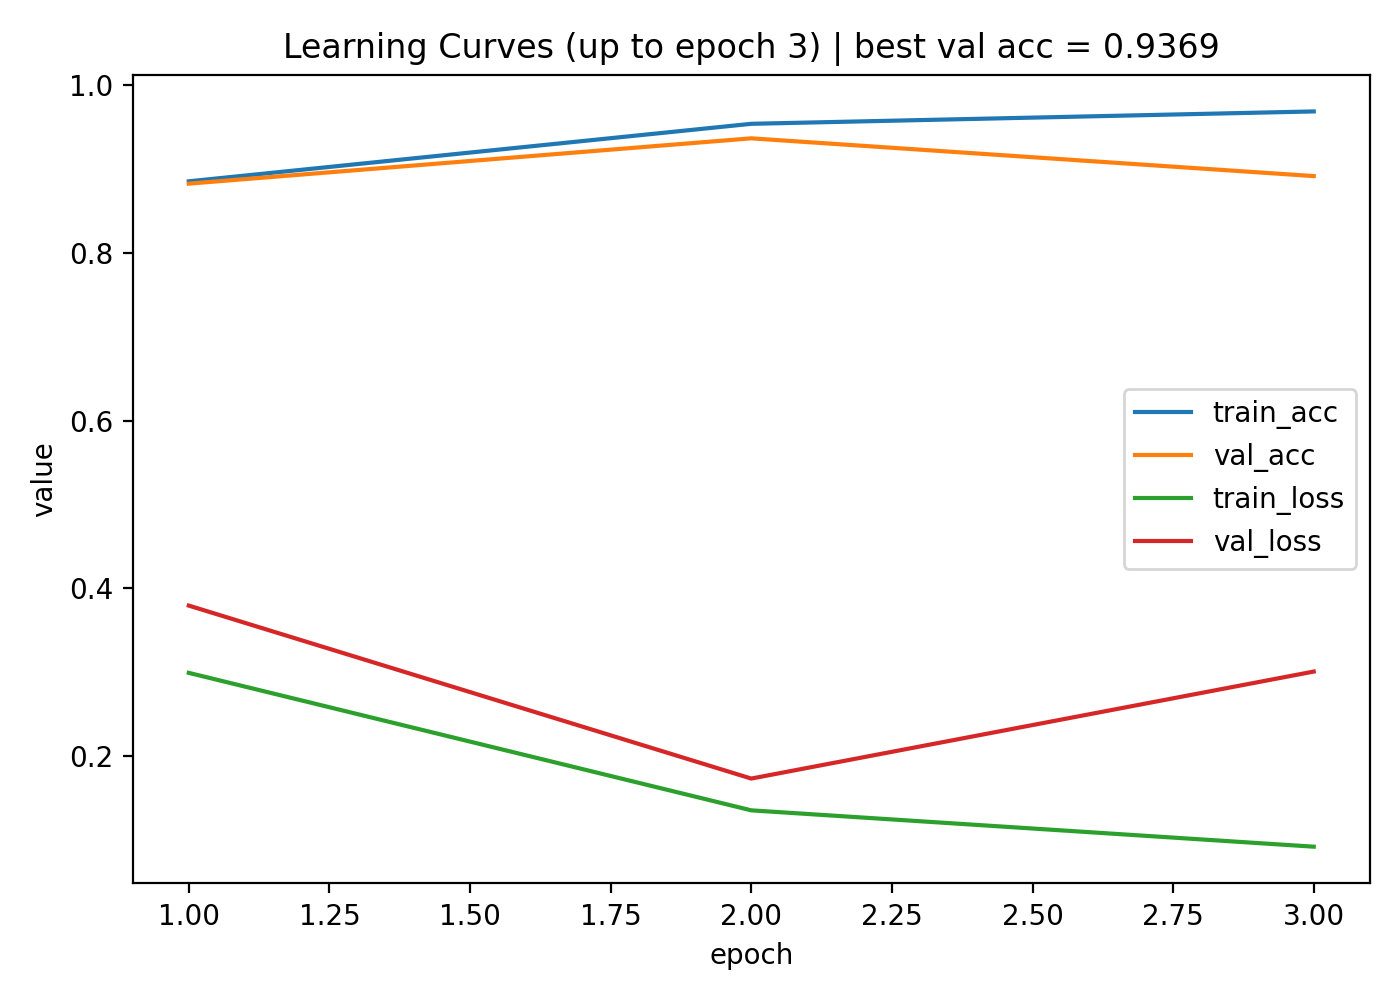 Learning Curves (up to epoch 3) | best val acc = 0.9369
1.0
0.8
0.6
0.4
0.2
value
train_acc
val_acc
train_loss
val_loss
1.00 1.25 1.50 1.75 2.00 2.25 2.50 2.75 3.00
epoch